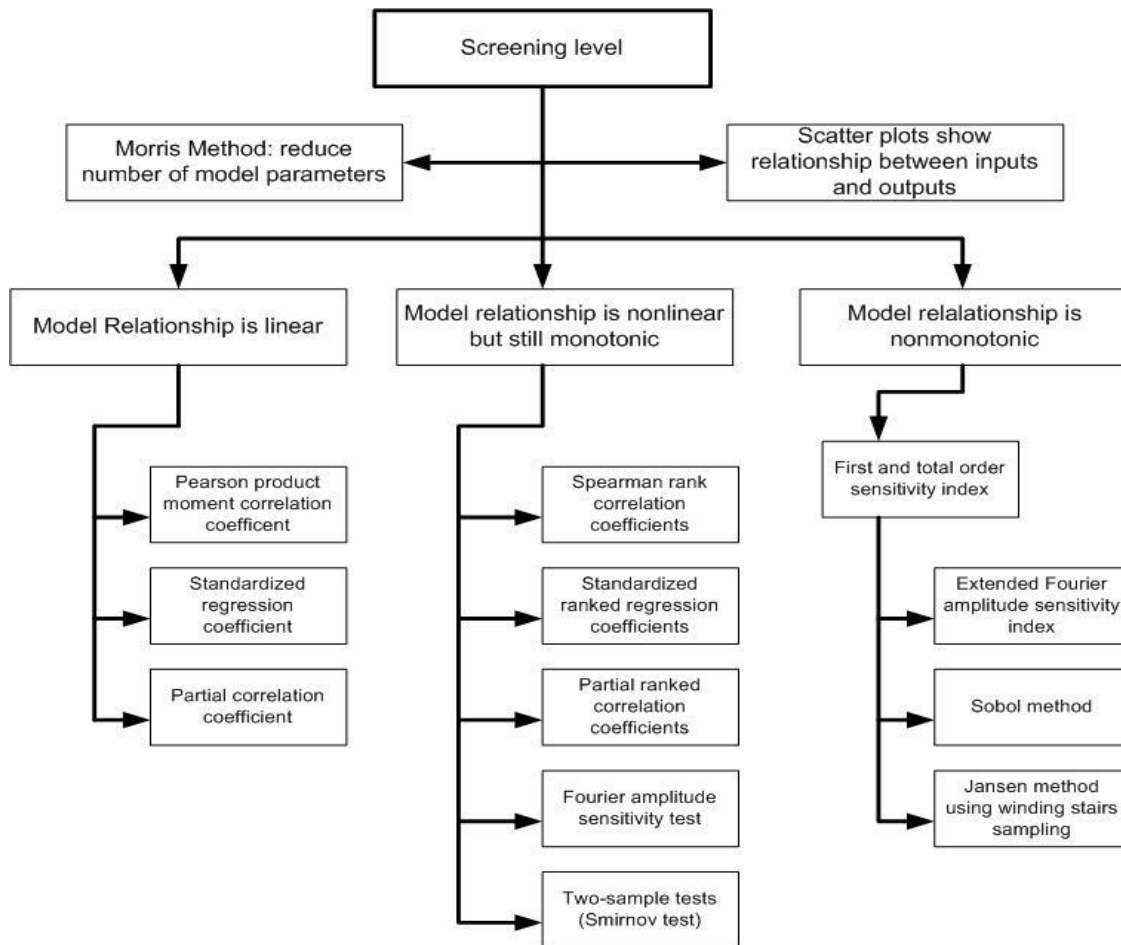 Screening level
Morris Method: reduce
number of model parameters
Scatter plots show
relationship between inputs
and outputs
Model Relationship is linear
Model relationship is nonlinear
but still monotonic
Model relalationship is
nonmonotonic
Pearson product
moment correlation
coefficent
Standardized
regression
coefficient
Partial correlation
coefficient
Spearman rank
correlation
coefficients
Standardized
ranked regression
coefficients
Partial ranked
correlation
coefficients
Fourier amplitude
sensitivity test
Two-sample tests
(Smirnov test)
First and total order
sensitivity index
Extended Fourier
amplitude sensitivity
index
Sobol method
Jansen method
using winding stairs
sampling